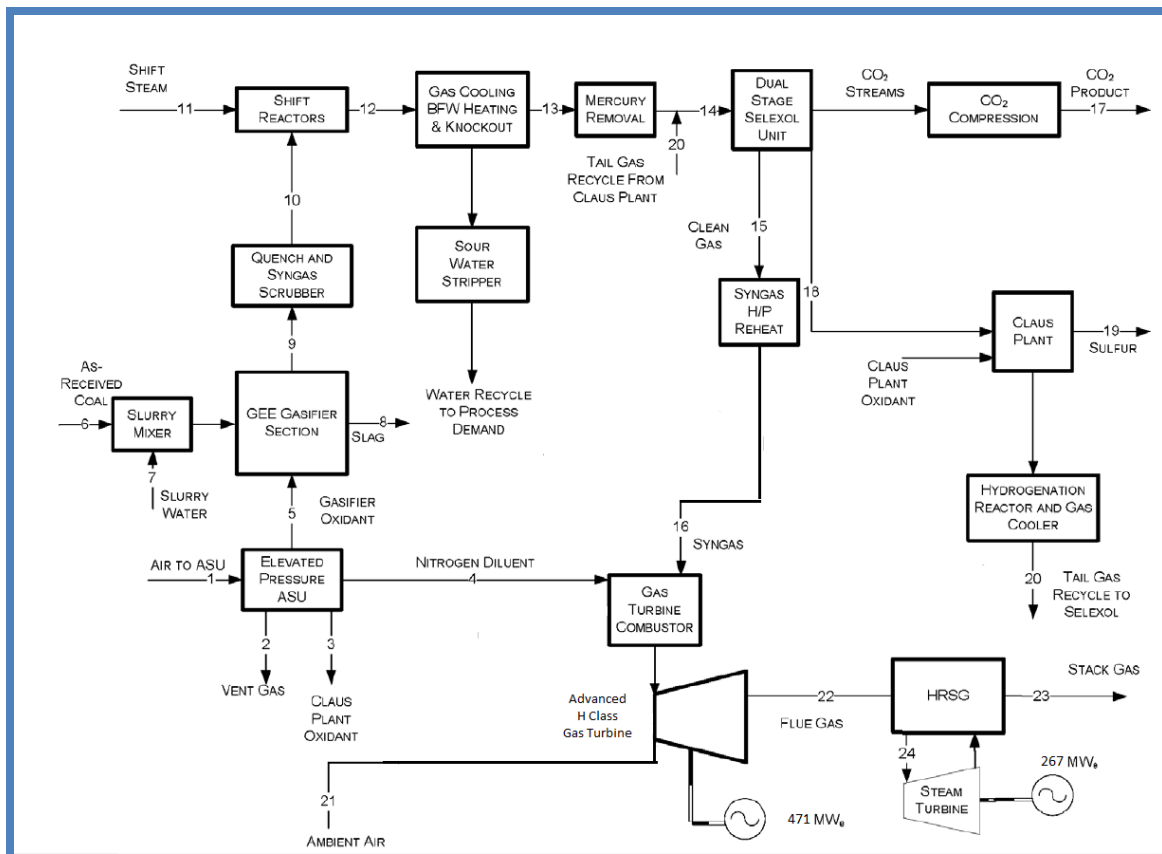 SHIFT
STEAM
11
SHIFT
REACTORS
12
GAS COOLING
BFW HEATING
& KNOCKOUT
13
MERCURY
REMOVAL
14
20
TAIL GAS
RECYCLE FROM
CLAUS PLANT
DUAL
STAGE
SELEXOL
UNIT
CO₂
STREAMS
CO₂
COMPRESSION
CO₂
PRODUCT
17
10
QUENCH AND
SYNGAS
SCRUBBER
9
SOUR
WATER
STRIPPER
WATER RECYCLE
TO PROCESS
DEMAND
CLEAN
GAS
15
SYNGAS
H/P
REHEAT
18
CLAUS
PLANT
19
SULFUR
CLAUS
PLANT
OXIDANT
AS-
RECEIVED
COAL
6
SLURRY
MIXER
7
SLURRY
WATER
GEE GASIFIER
SECTION
8
SLAG
5
GASIFIER
OXIDANT
16
SYNGAS
HYDROGENATION
REACTOR AND GAS
COOLER
20
TAIL GAS
RECYCLE TO
SELEXOL
AIR TO ASU
1
ELEVATED
PRESSURE
ASU
NITROGEN DILUENT
4
GAS
TURBINE
COMBUSTOR
2
VENT GAS
3
CLAUS
PLANT
OXIDANT
Advanced
H Class
Gas Turbine
22
FLUE GAS
HRSG
23
STACK GAS
24
STEAM
TURBINE
267 MWe
21
AMBIENT AIR
471 MWe